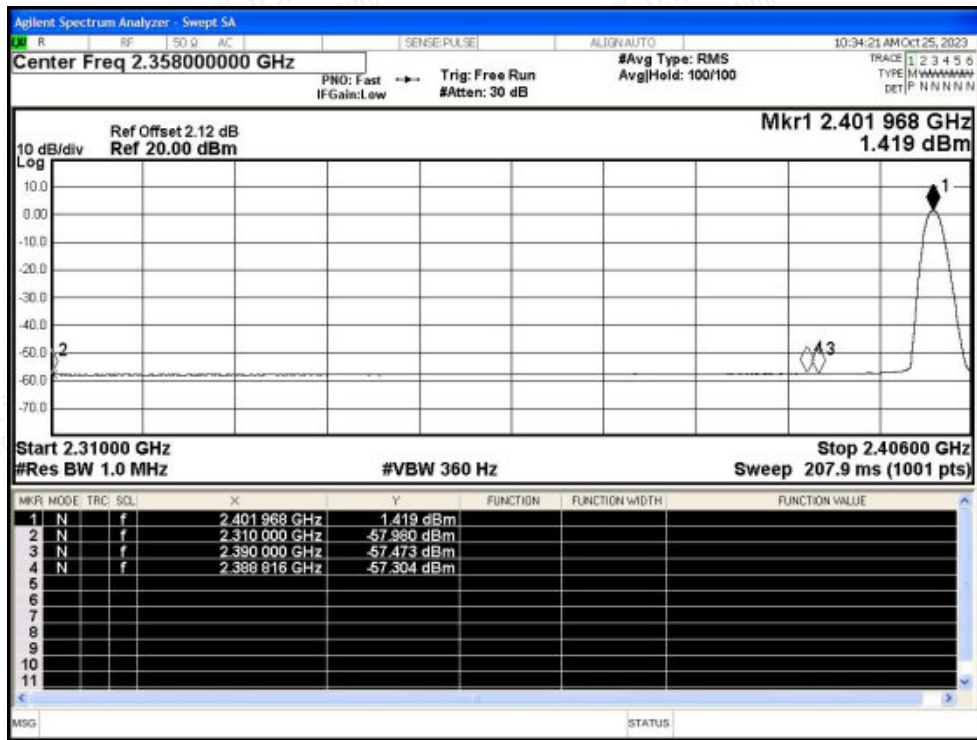 Agilent Spectrum Analyzer - Swept SA
R RF 50 Ω AC SENSE:PULSE ALIGN AUTO 10:34:21 AM Oct 25, 2023
Center Freq 2.358000000 GHz
PNO: Fast
IFGain:Low
Trig: Free Run
#Atten: 30 dB
#Avg Type: RMS
Avg|Hold: 100/100
TRACE 1 2 3 4 5 6
TYPE M
DET P N N N N N
Mkr1 2.401 968 GHz
1.419 dBm
Ref Offset 2.12 dB
10 dB/div Ref 20.00 dBm
Log
10.0
0.00
-10.0
-20.0
-30.0
-40.0
-50.0
-60.0
-70.0
1
2
4 3
Start 2.31000 GHz Stop 2.40600 GHz
#Res BW 1.0 MHz #VBW 360 Hz Sweep 207.9 ms (1001 pts)
MKR MODE TRC SCL X Y FUNCTION FUNCTION WIDTH FUNCTION VALUE
1 N f 2.401 968 GHz 1.419 dBm
2 N f 2.310 000 GHz -57.980 dBm
3 N f 2.390 000 GHz -57.473 dBm
4 N f 2.388 816 GHz -57.304 dBm
5
6
7
8
9
10
11
MSG STATUS